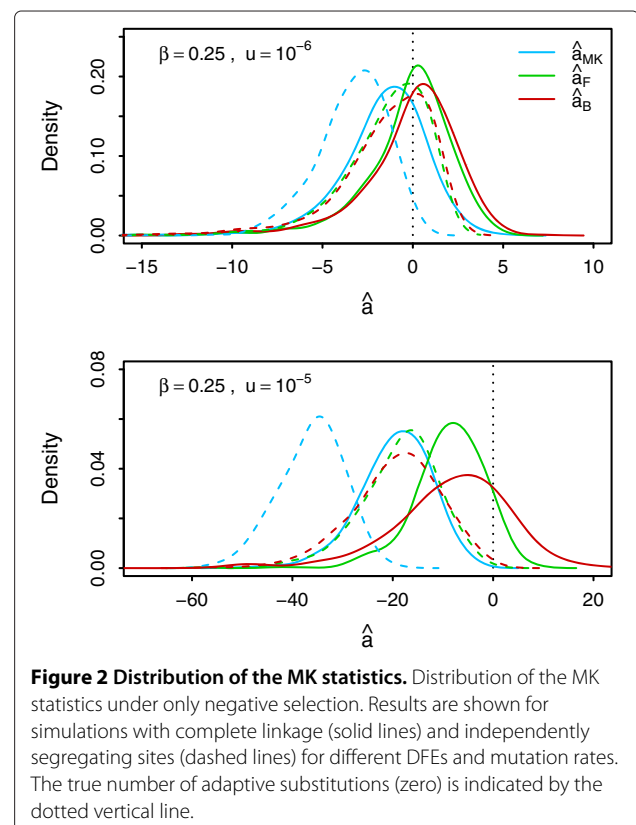 β = 0.25 , u = 10⁻⁶
â_MK
â_F
â_B
Density
0.00
0.10
0.20
-15 -10 -5 0 5 10
â
β = 0.25 , u = 10⁻⁵
Density
0.00
0.04
0.08
-60 -40 -20 0 20
â
Figure 2 Distribution of the MK statistics. Distribution of the MK
statistics under only negative selection. Results are shown for
simulations with complete linkage (solid lines) and independently
segregating sites (dashed lines) for different DFEs and mutation rates.
The true number of adaptive substitutions (zero) is indicated by the
dotted vertical line.